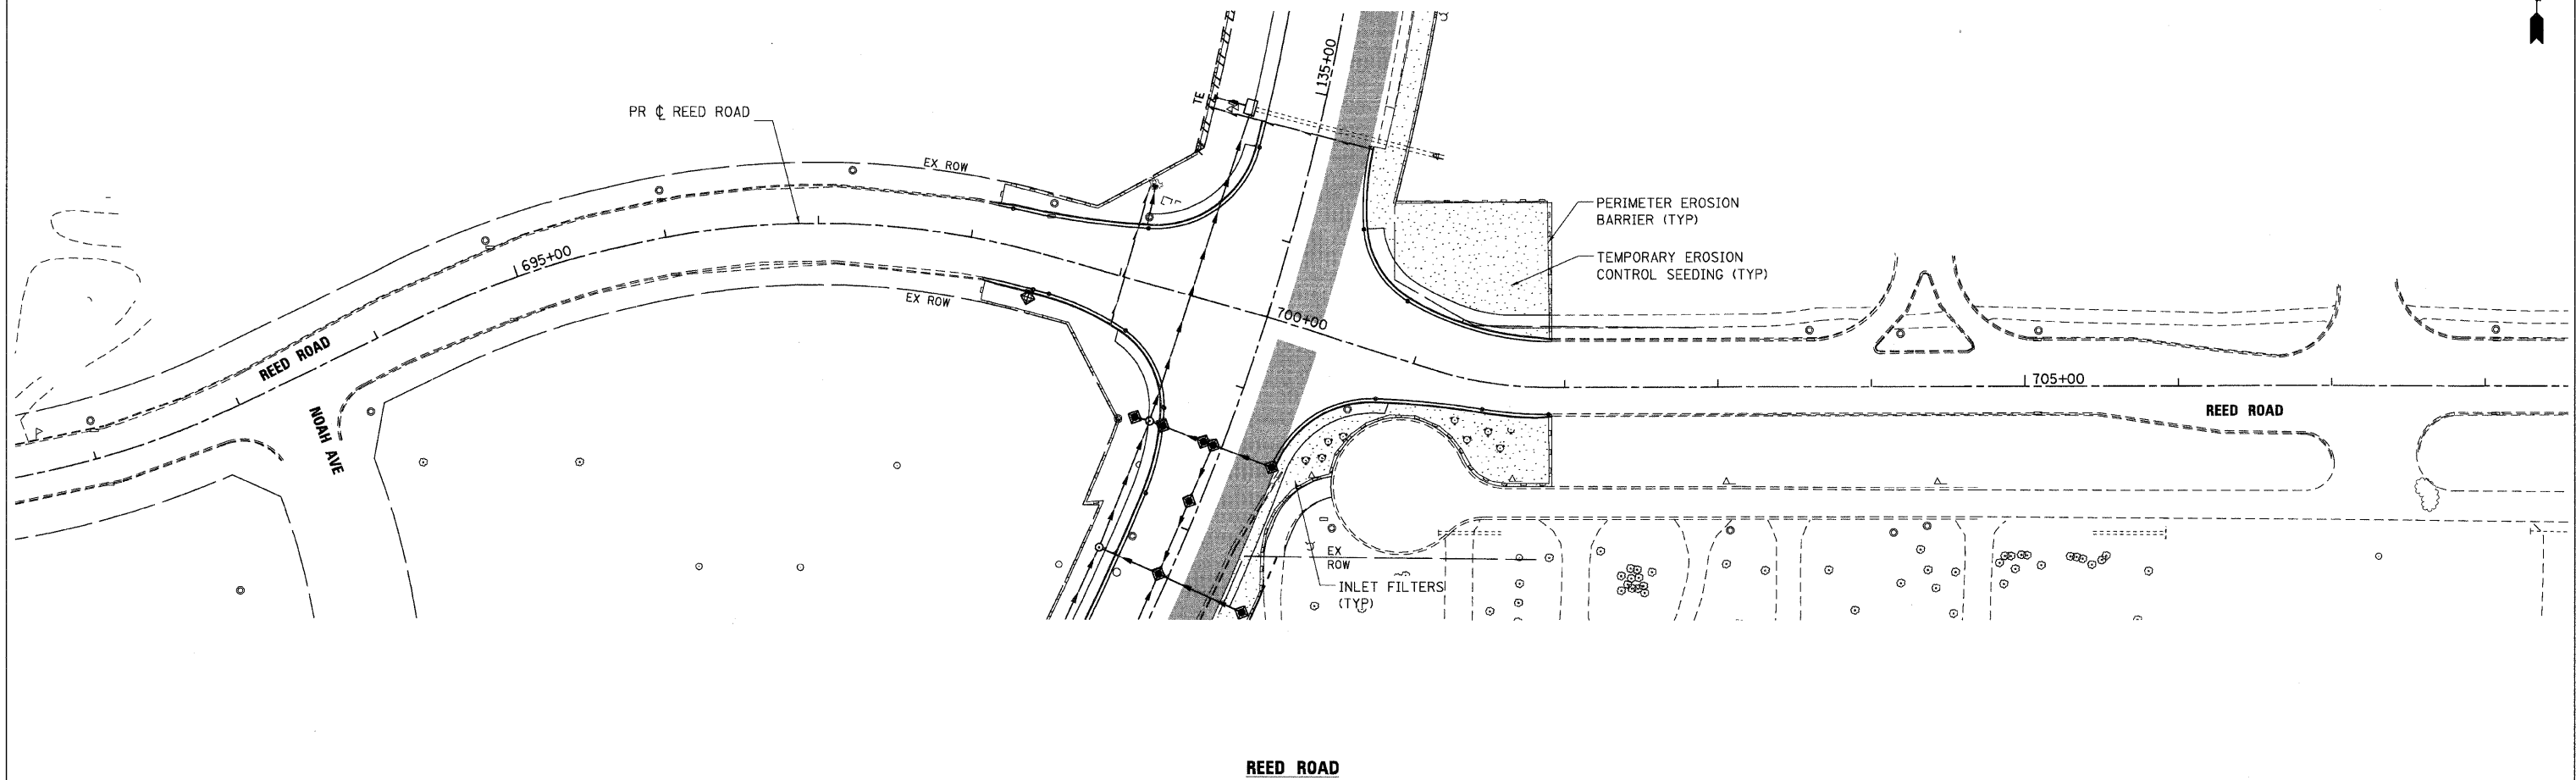 135+00
TE
PR ℄ REED ROAD
EX ROW
PERIMETER EROSION
BARRIER (TYP)
695+00
TEMPORARY EROSION
CONTROL SEEDING (TYP)
EX ROW
700+00
REED ROAD
705+00
REED ROAD
NOAH AVE
EX
ROW
INLET FILTERS
(TYP)
REED ROAD